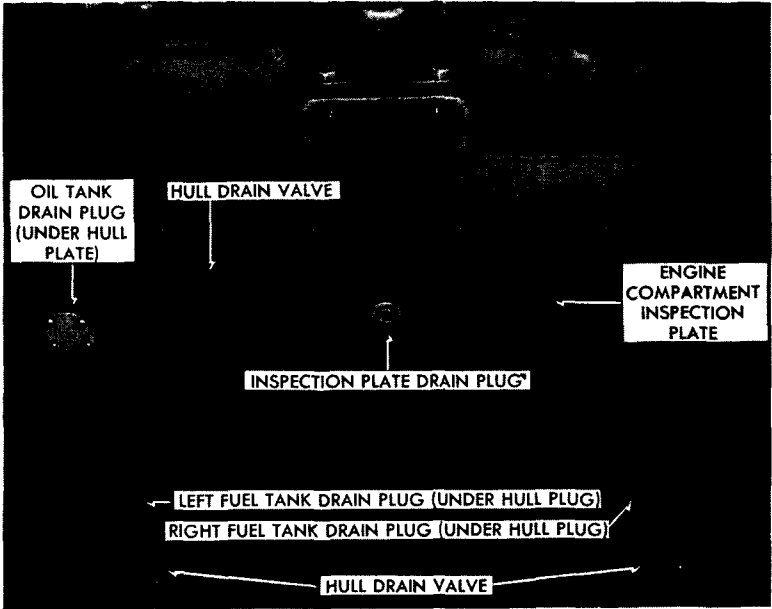 OIL TANK
DRAIN PLUG
(UNDER HULL
PLATE)
HULL DRAIN VALVE
ENGINE
COMPARTMENT
INSPECTION
PLATE
INSPECTION PLATE DRAIN PLUG
LEFT FUEL TANK DRAIN PLUG (UNDER HULL PLUG)
RIGHT FUEL TANK DRAIN PLUG (UNDER HULL PLUG)
HULL DRAIN VALVE